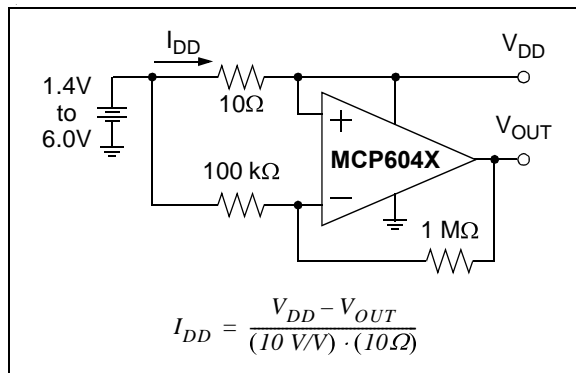 I_DD
V_DD
1.4V
to
6.0V
10Ω
V_OUT
+
MCP604X
100 kΩ
–
1 MΩ
I_DD = (V_DD – V_OUT) / ((10 V/V) · (10Ω))